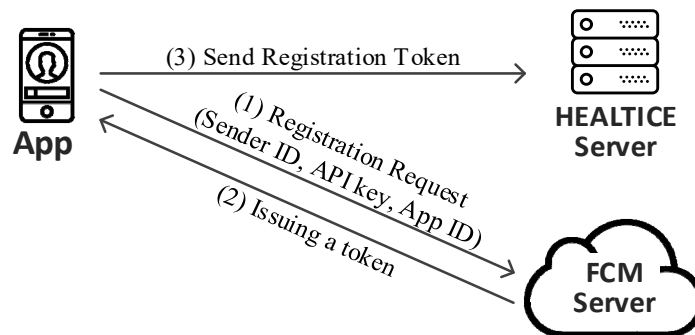 (3) Send Registration Token
App
HEALTICE
Server
(1) Registration Request
(Sender ID, API key, App ID)
(2) Issuing a token
FCM
Server